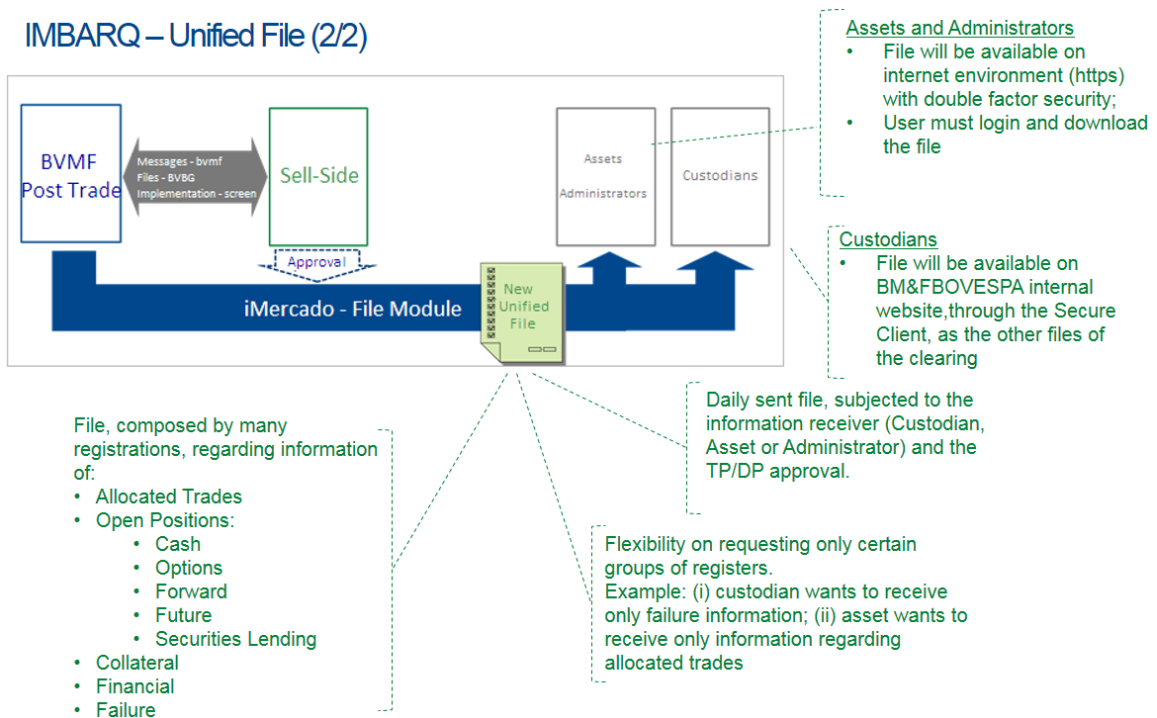 IMBARQ – Unified File (2/2)
BVMF
Post Trade
Messages - bvmf
Files - BVBG
Implementation - screen
Sell-Side
Approval
iMercado - File Module
New
Unified
File
Assets
Administrators
Custodians
Assets and Administrators
• File will be available on
internet environment (https)
with double factor security;
• User must login and download
the file
Custodians
• File will be available on
BM&FBOVESPA internal
website,through the Secure
Client, as the other files of
the clearing
Daily sent file, subjected to the
information receiver (Custodian,
Asset or Administrator) and the
TP/DP approval.
Flexibility on requesting only certain
groups of registers.
Example: (i) custodian wants to receive
only failure information; (ii) asset wants to
receive only information regarding
allocated trades
File, composed by many
registrations, regarding information
of:
• Allocated Trades
• Open Positions:
• Cash
• Options
• Forward
• Future
• Securities Lending
• Collateral
• Financial
• Failure